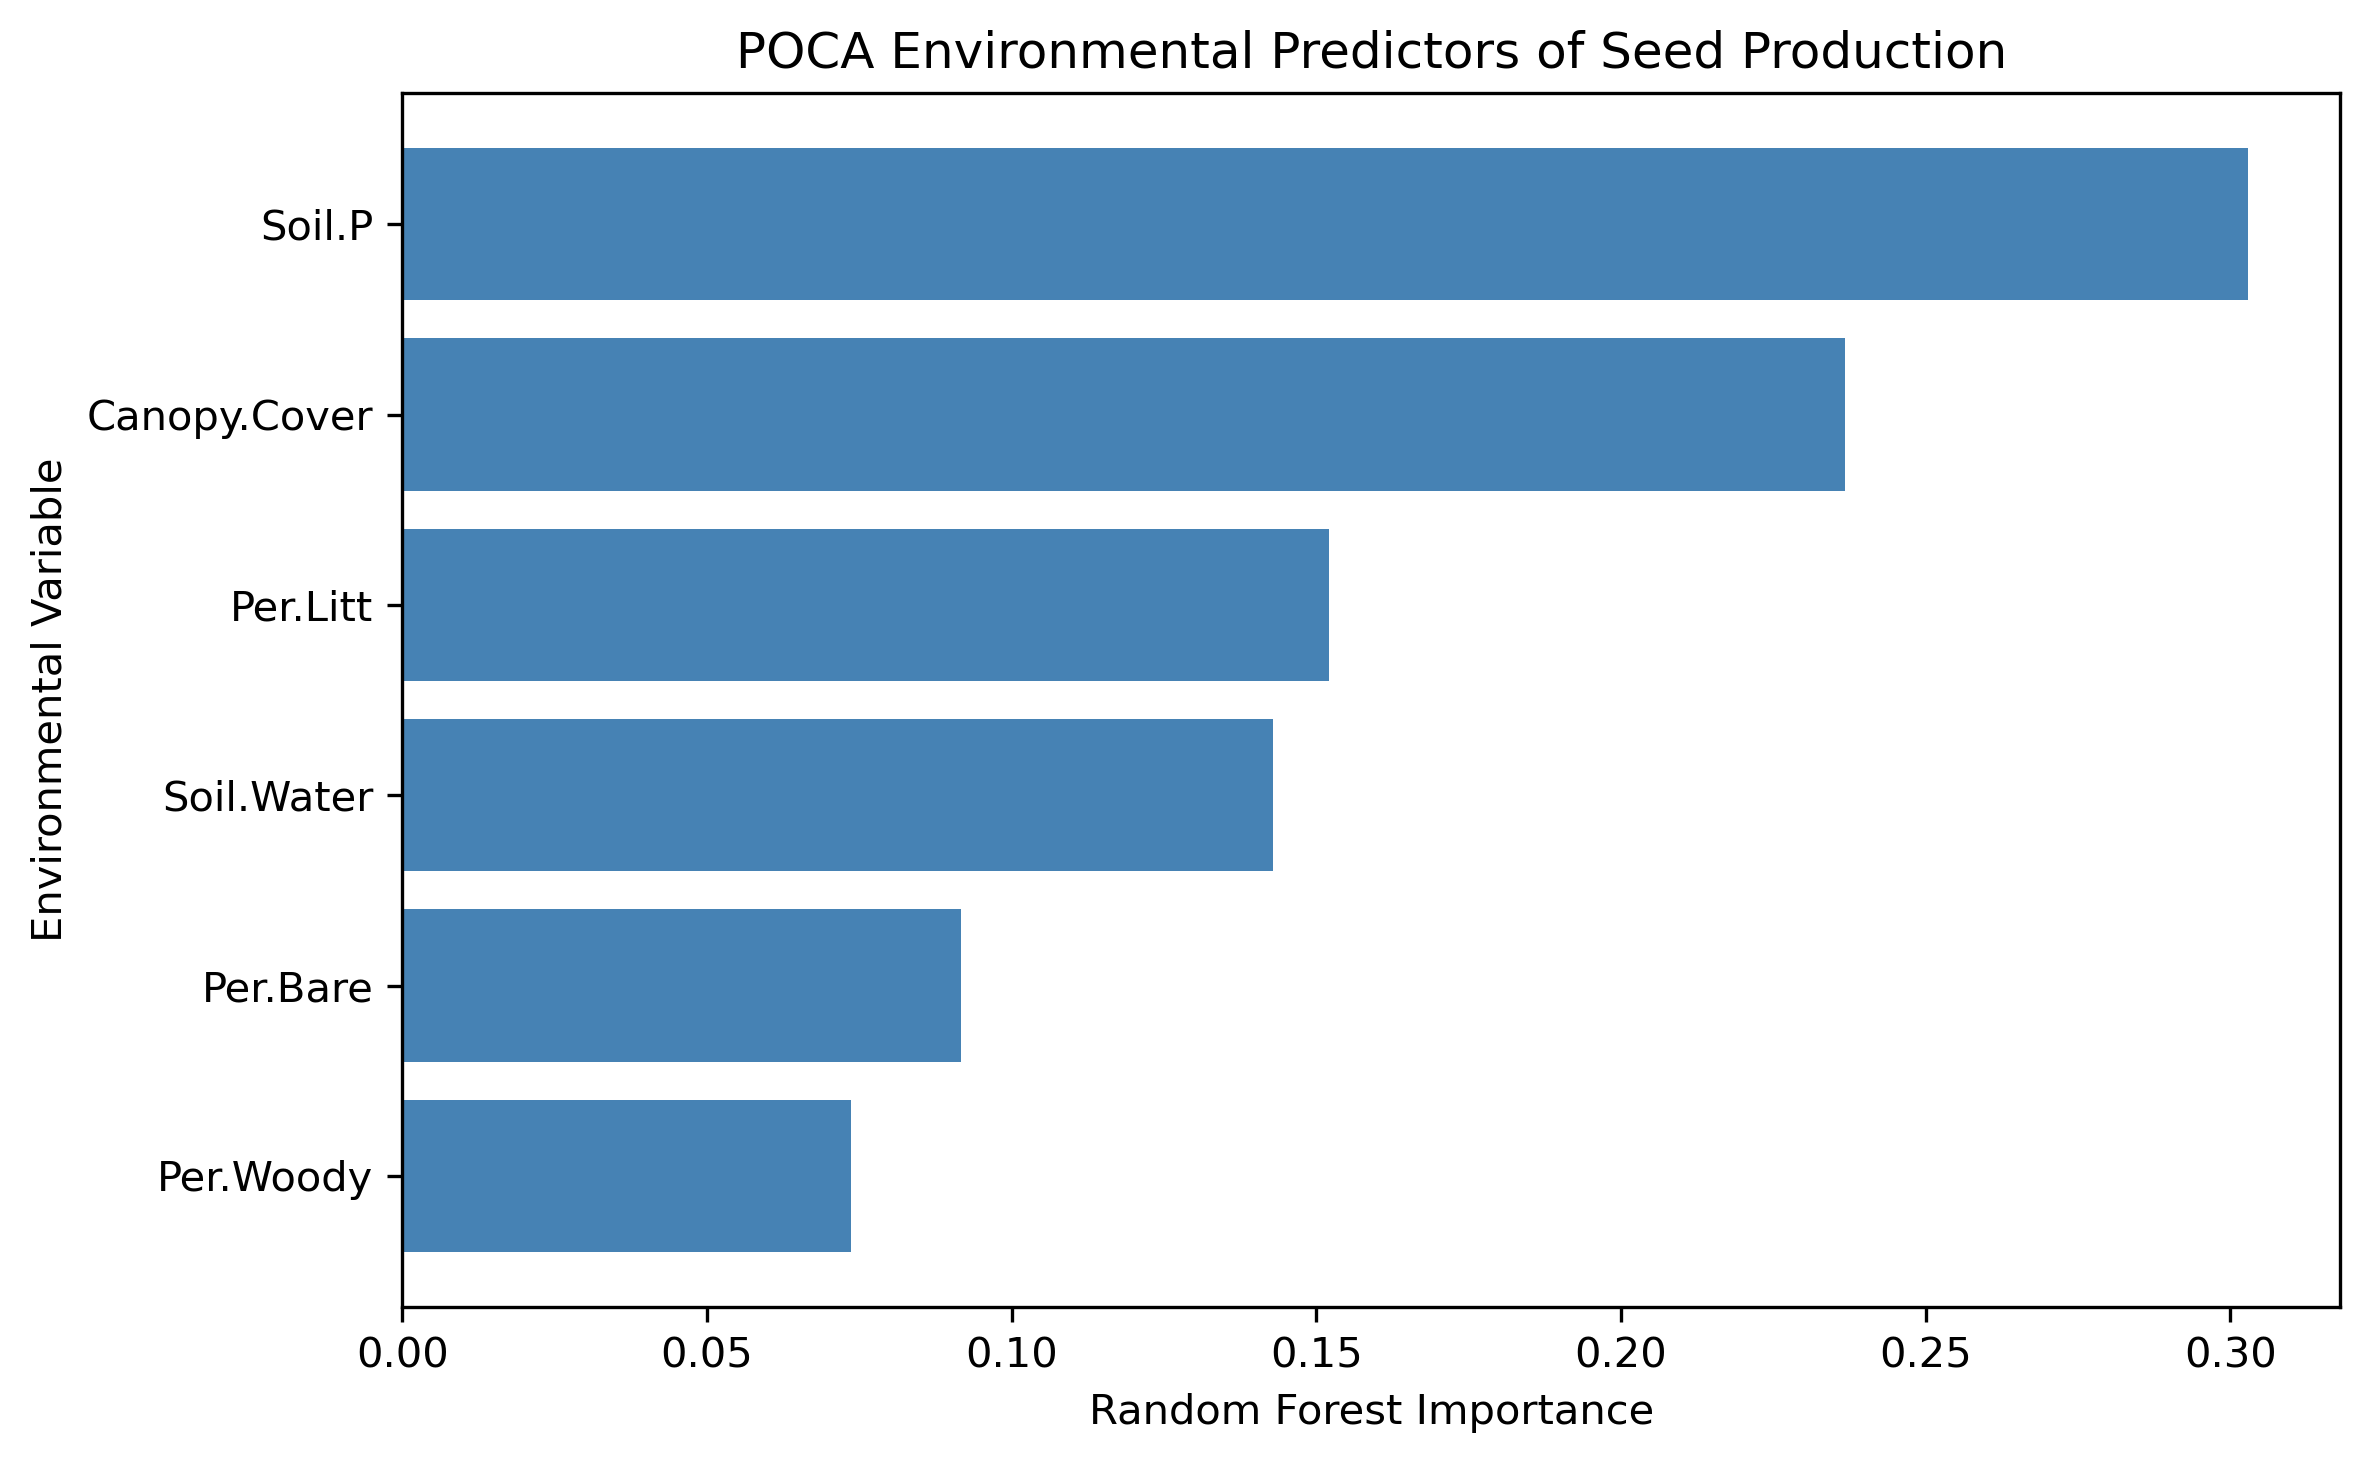 POCA Environmental Predictors of Seed Production
Environmental Variable
Soil.P
Canopy.Cover
Per.Litt
Soil.Water
Per.Bare
Per.Woody
0.00 0.05 0.10 0.15 0.20 0.25 0.30
Random Forest Importance